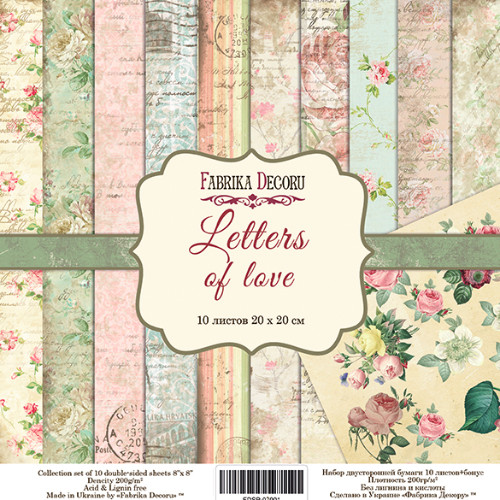 FABRIKA DECORU
Letters
of love
10 листов 20 x 20 см
Collection set of 10 double-sided sheets 8"x 8"
Dencity 200g/m²
Acid & Lignin free
Made in Ukraine by «Fabrika Decoru» ™
Набор двусторонней бумаги 10 листов+бонус
Плотность 200гр/м²
Без лигнина и кислоты
Сделано в Украине «Фабрика Декору» ™